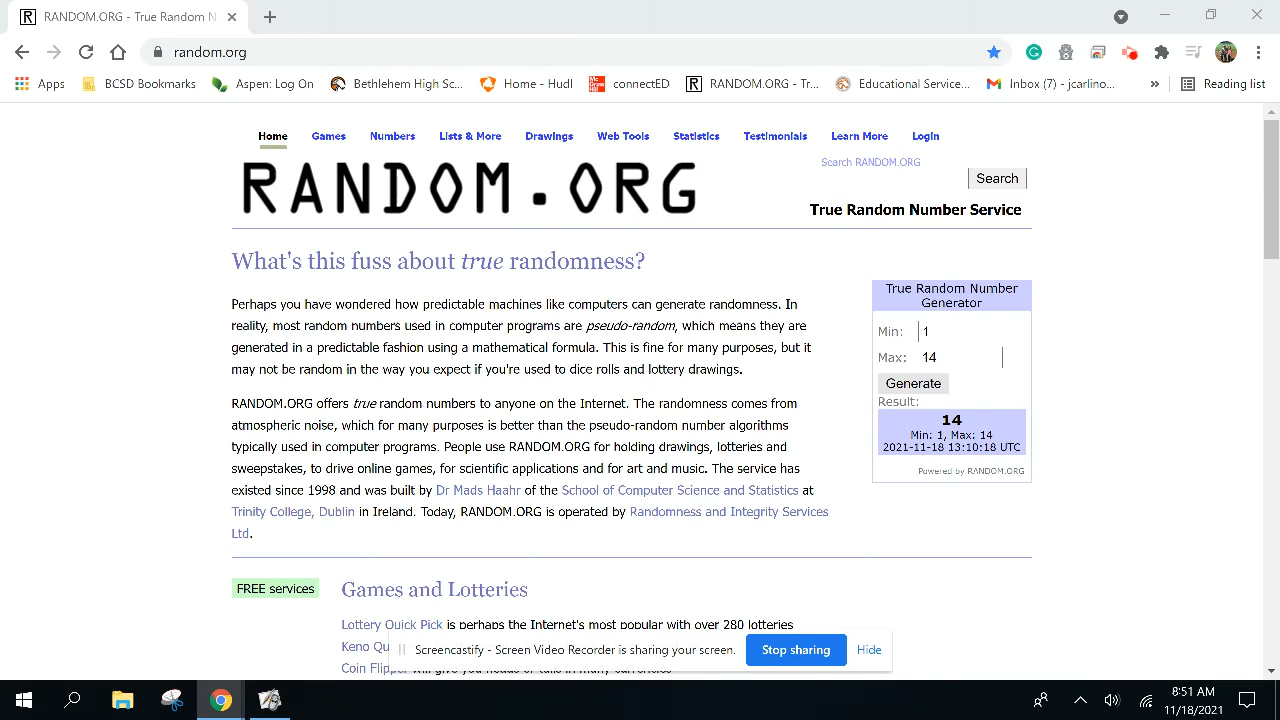 RANDOM.ORG - True Random N
random.org
Apps BCSD Bookmarks Aspen: Log On Bethlehem High Sc... Home - Hudl connectED RANDOM.ORG - Tr... Educational Service... Inbox (7) - jcarlino... » Reading list
Home Games Numbers Lists & More Drawings Web Tools Statistics Testimonials Learn More Login
RANDOM.ORG
Search RANDOM.ORG
Search
True Random Number Service
What's this fuss about true randomness?
Perhaps you have wondered how predictable machines like computers can generate randomness. In
reality, most random numbers used in computer programs are pseudo-random, which means they are
generated in a predictable fashion using a mathematical formula. This is fine for many purposes, but it
may not be random in the way you expect if you're used to dice rolls and lottery drawings.
RANDOM.ORG offers true random numbers to anyone on the Internet. The randomness comes from
atmospheric noise, which for many purposes is better than the pseudo-random number algorithms
typically used in computer programs. People use RANDOM.ORG for holding drawings, lotteries and
sweepstakes, to drive online games, for scientific applications and for art and music. The service has
existed since 1998 and was built by Dr Mads Haahr of the School of Computer Science and Statistics at
Trinity College, Dublin in Ireland. Today, RANDOM.ORG is operated by Randomness and Integrity Services
Ltd.
True Random Number
Generator
Min: 1
Max: 14
Generate
Result:
14
Min: 1, Max: 14
2021-11-18 13:10:18 UTC
Powered by RANDOM.ORG
FREE services
Games and Lotteries
Lottery Quick Pick is perhaps the Internet's most popular with over 280 lotteries
Keno Qu
Coin Flipper will give you heads or tails in many currencies
Screencastify - Screen Video Recorder is sharing your screen. Stop sharing Hide
8:51 AM
11/18/2021